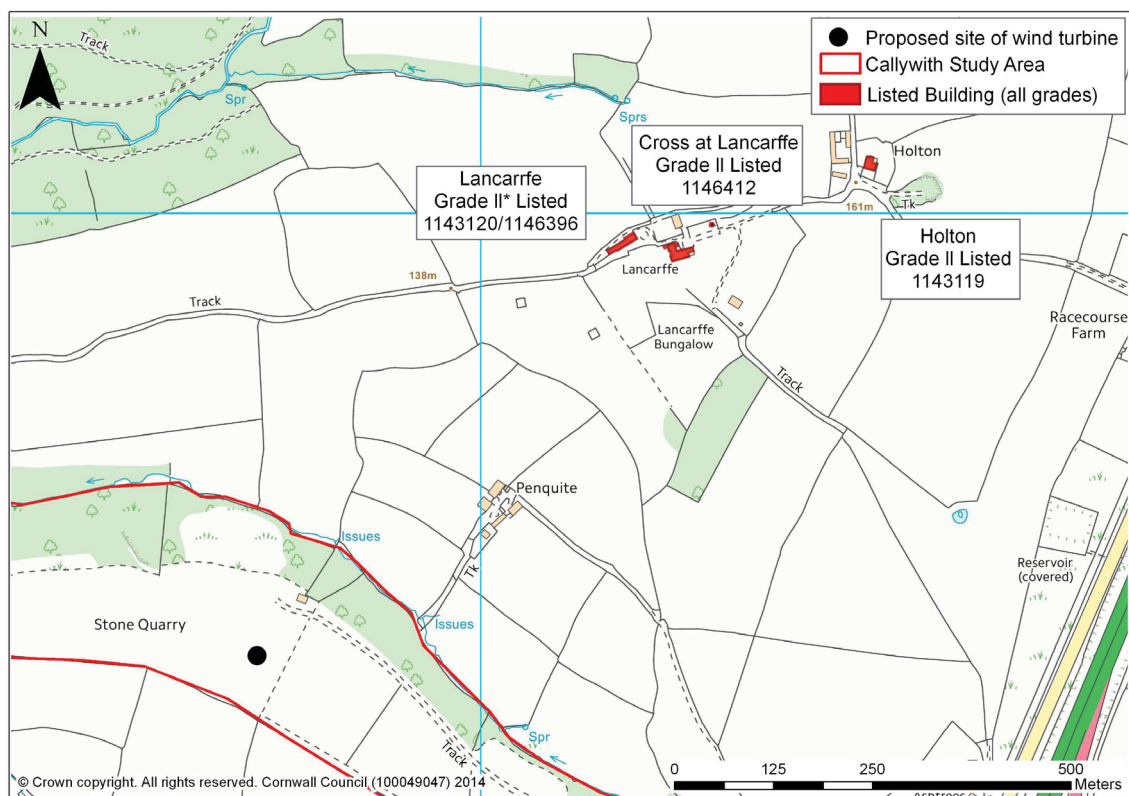 N
Track
Spr
Sprs
Proposed site of wind turbine
Callywith Study Area
Listed Building (all grades)
Lancarrfe
Grade II* Listed
1143120/1146396
Cross at Lancarffe
Grade II Listed
1146412
Holton
161m
Tk
Holton
Grade II Listed
1143119
Lancarffe
138m
Track
Lancarffe
Bungalow
Racecourse
Farm
Track
Penquite
Issues
Tk
Issues
Reservoir
(covered)
Stone Quarry
Spr
Track
© Crown copyright. All rights reserved. Cornwall Council (100049047) 2014
0 125 250 500
Meters